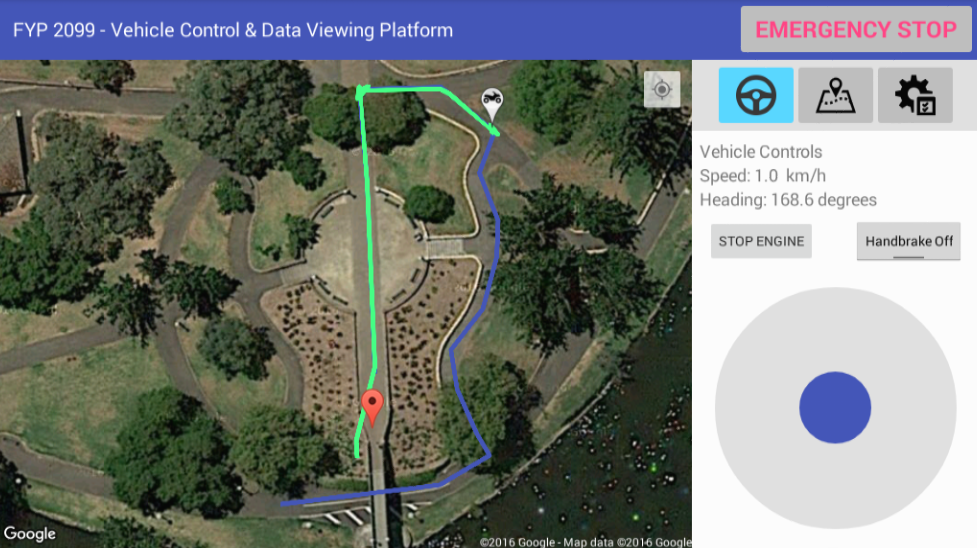 FYP 2099 - Vehicle Control & Data Viewing Platform
EMERGENCY STOP
Vehicle Controls
Speed: 1.0 km/h
Heading: 168.6 degrees
STOP ENGINE
Handbrake Off
Google
©2016 Google - Map data ©2016 Google